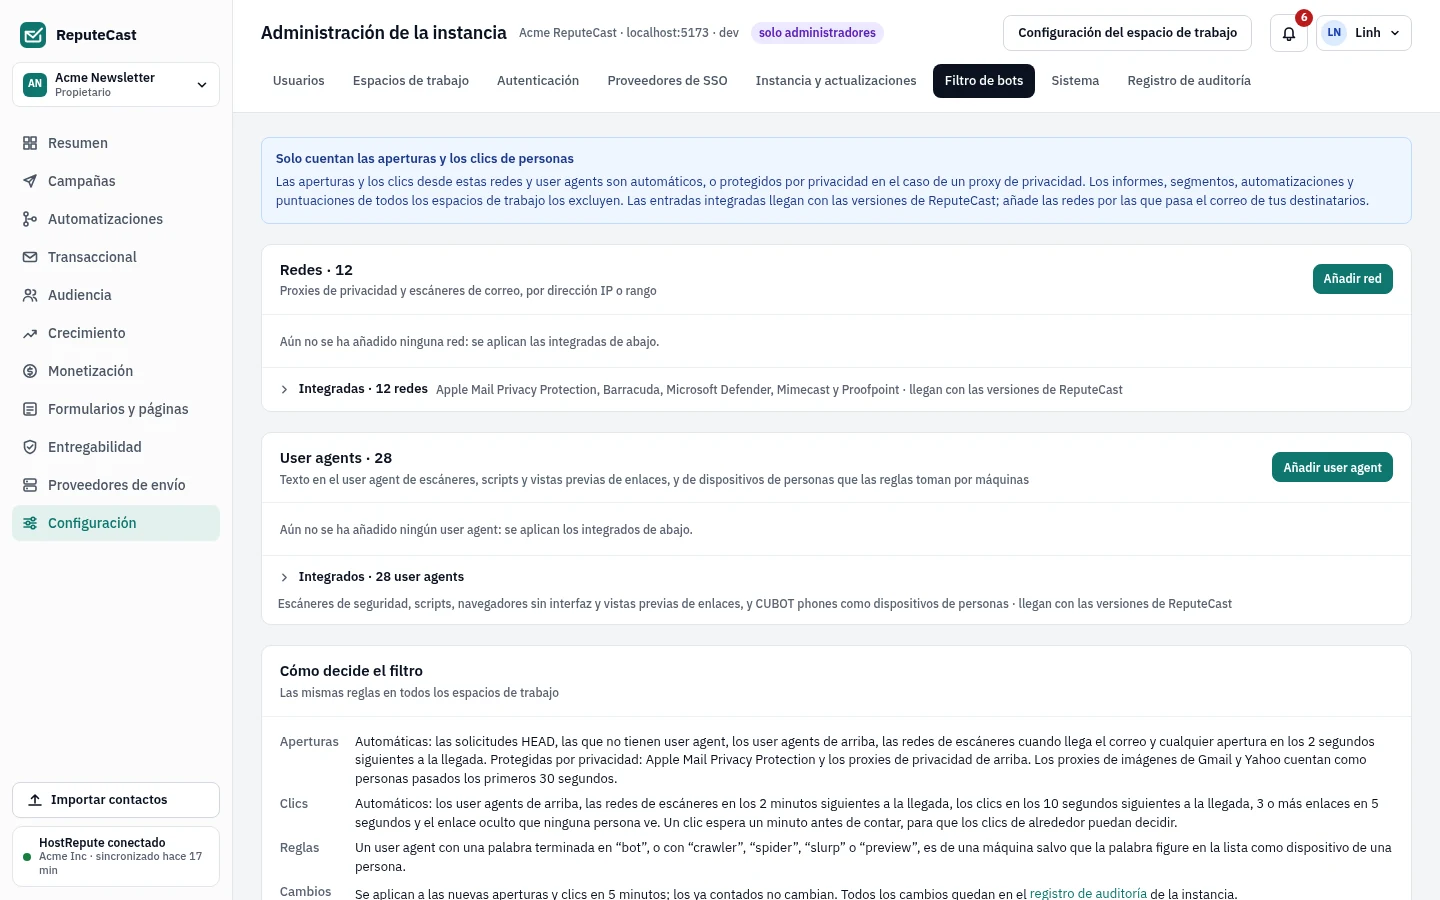 ReputeCast
AN
Acme Newsletter
Propietario
Resumen
Campañas
Automatizaciones
Transaccional
Audiencia
Crecimiento
Monetización
Formularios y páginas
Entregabilidad
Proveedores de envío
Configuración
Importar contactos
HostRepute conectado
Acme Inc · sincronizado hace 17
min
Administración de la instancia
Acme ReputeCast · localhost:5173 · dev
solo administradores
Configuración del espacio de trabajo
6
LN
Linh
Usuarios
Espacios de trabajo
Autenticación
Proveedores de SSO
Instancia y actualizaciones
Filtro de bots
Sistema
Registro de auditoría
Solo cuentan las aperturas y los clics de personas
Las aperturas y los clics desde estas redes y user agents son automáticos, o protegidos por privacidad en el caso de un proxy de privacidad. Los informes, segmentos, automatizaciones y
puntuaciones de todos los espacios de trabajo los excluyen. Las entradas integradas llegan con las versiones de ReputeCast; añade las redes por las que pasa el correo de tus destinatarios.
Redes · 12
Proxies de privacidad y escáneres de correo, por dirección IP o rango
Añadir red
Aún no se ha añadido ninguna red: se aplican las integradas de abajo.
Integradas · 12 redes
Apple Mail Privacy Protection, Barracuda, Microsoft Defender, Mimecast y Proofpoint · llegan con las versiones de ReputeCast
User agents · 28
Texto en el user agent de escáneres, scripts y vistas previas de enlaces, y de dispositivos de personas que las reglas toman por máquinas
Añadir user agent
Aún no se ha añadido ningún user agent: se aplican los integrados de abajo.
Integrados · 28 user agents
Escáneres de seguridad, scripts, navegadores sin interfaz y vistas previas de enlaces, y CUBOT phones como dispositivos de personas · llegan con las versiones de ReputeCast
Cómo decide el filtro
Las mismas reglas en todos los espacios de trabajo
Aperturas
Automáticas: las solicitudes HEAD, las que no tienen user agent, los user agents de arriba, las redes de escáneres cuando llega el correo y cualquier apertura en los 2 segundos
siguientes a la llegada. Protegidas por privacidad: Apple Mail Privacy Protection y los proxies de privacidad de arriba. Los proxies de imágenes de Gmail y Yahoo cuentan como
personas pasados los primeros 30 segundos.
Clics
Automáticos: los user agents de arriba, las redes de escáneres en los 2 minutos siguientes a la llegada, los clics en los 10 segundos siguientes a la llegada, 3 o más enlaces en 5
segundos y el enlace oculto que ninguna persona ve. Un clic espera un minuto antes de contar, para que los clics de alrededor puedan decidir.
Reglas
Un user agent con una palabra terminada en “bot”, o con “crawler”, “spider”, “slurp” o “preview”, es de una máquina salvo que la palabra figure en la lista como dispositivo de una
persona.
Cambios
Se aplican a las nuevas aperturas y clics en 5 minutos; los ya contados no cambian. Todos los cambios quedan en el registro de auditoría de la instancia.